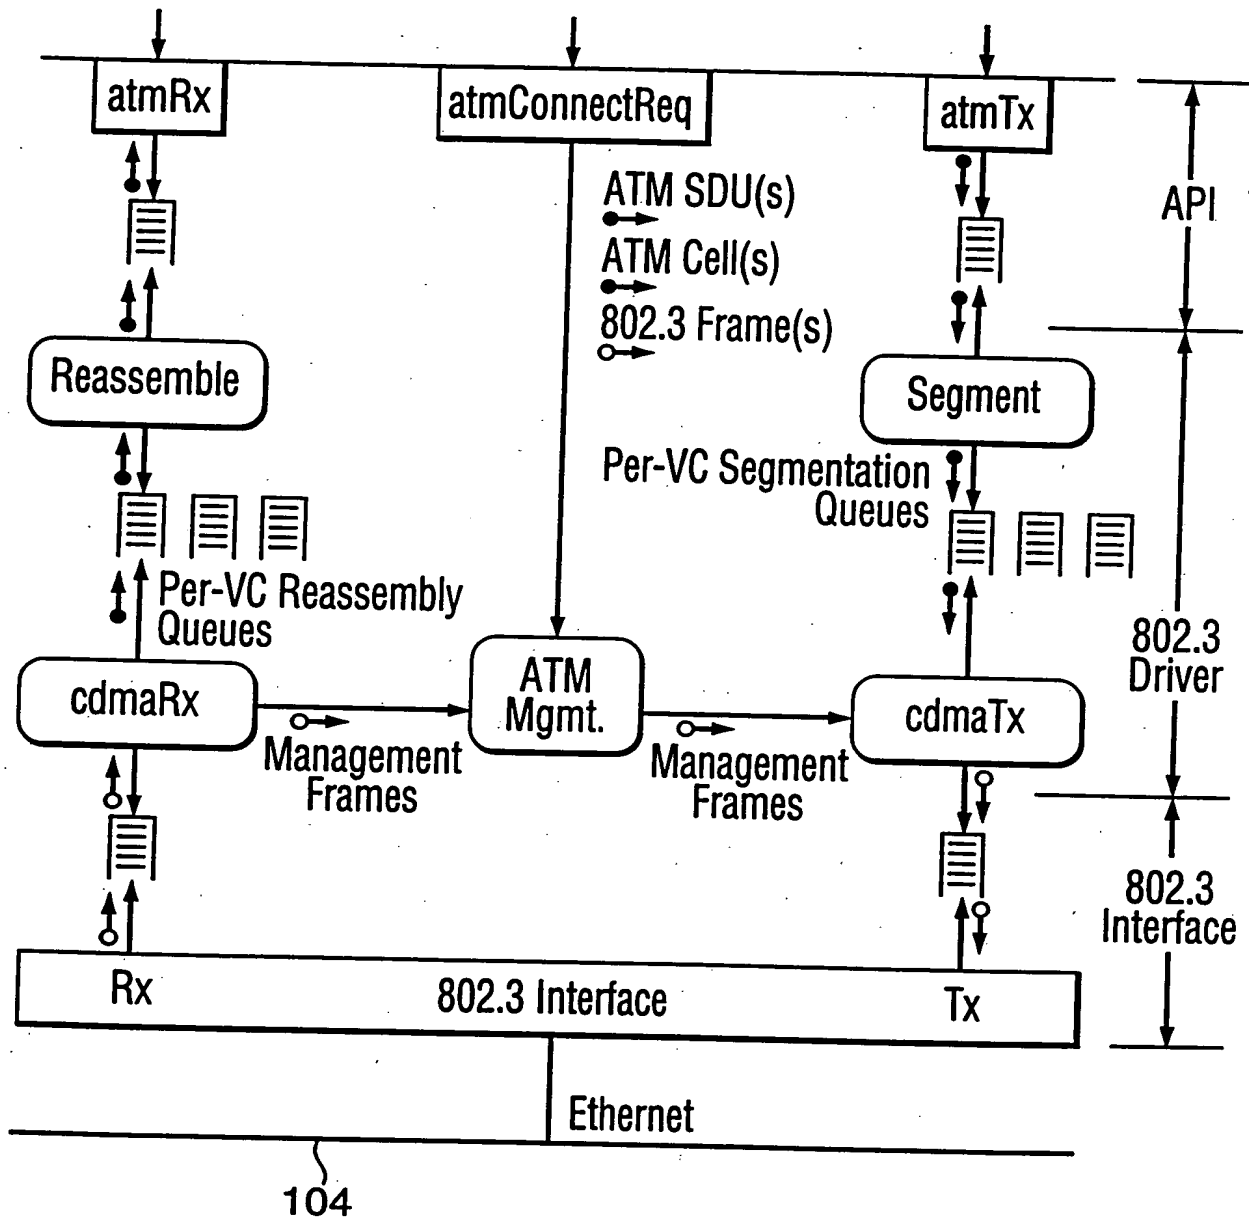 atmRx
atmConnectReq
atmTx
ATM SDU(s)
ATM Cell(s)
802.3 Frame(s)
API
Reassemble
Segment
Per-VC Segmentation
Queues
Per-VC Reassembly
Queues
802.3
Driver
cdmaRx
ATM
Mgmt.
cdmaTx
Management
Frames
Management
Frames
802.3
Interface
Rx
802.3 Interface
Tx
Ethernet
104